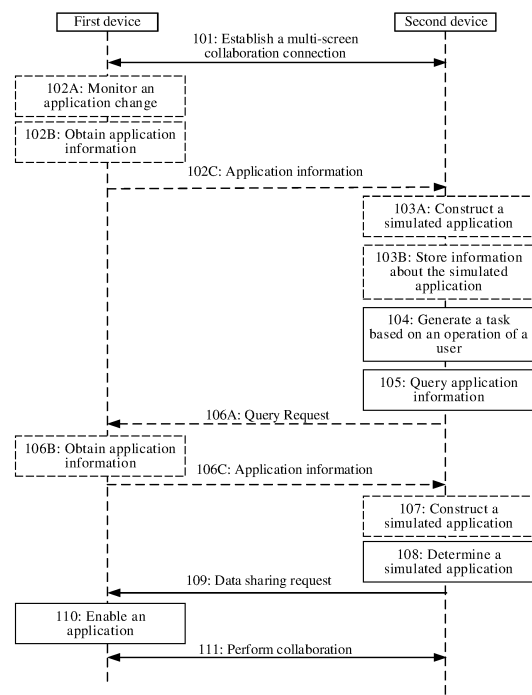 First device
Second device
101: Establish a multi-screen
collaboration connection
102A: Monitor an
application change
102B: Obtain application
information
102C: Application information
103A: Construct a
simulated application
103B: Store information
about the simulated
application
104: Generate a task
based on an operation of a
user
105: Query application
information
106A: Query Request
106B: Obtain application
information
106C: Application information
107: Construct a
simulated application
108: Determine a
simulated application
109: Data sharing request
110: Enable an
application
111: Perform collaboration